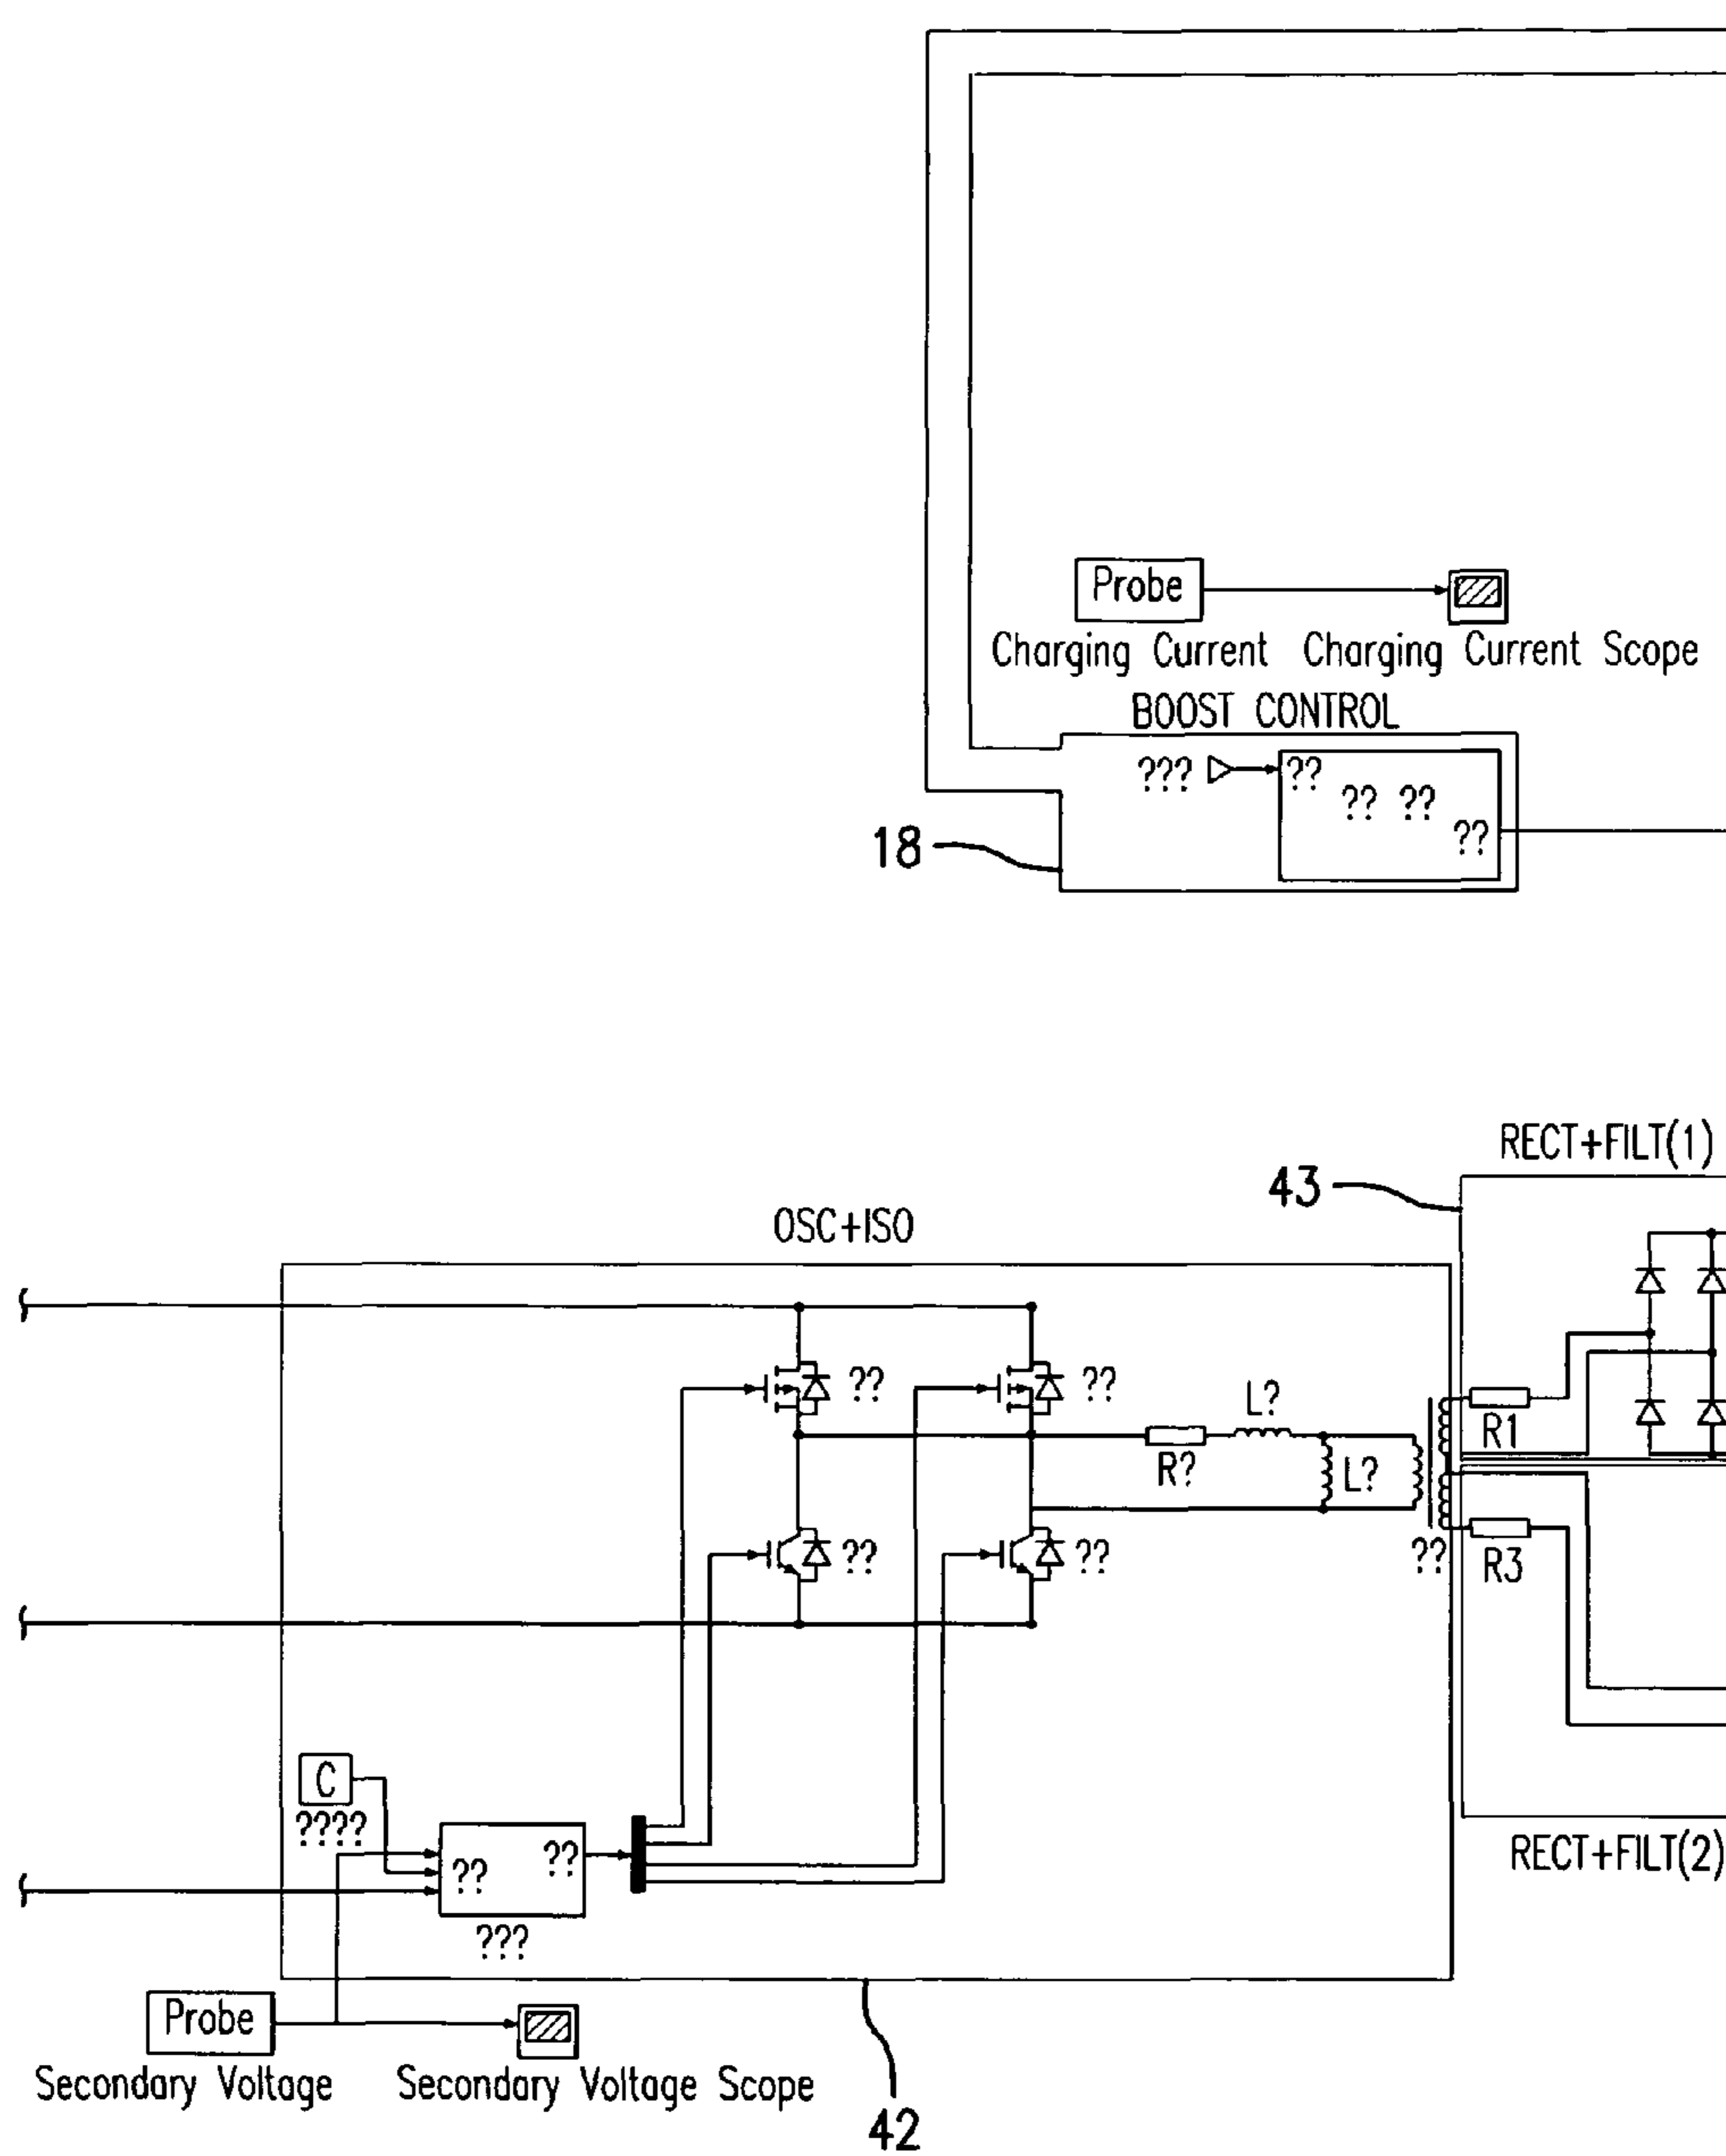 Probe
Charging Current
Charging Current Scope
BOOST CONTROL
???
??
?? ??
??
18
RECT+FILT(1)
43
OSC+ISO
??
??
L?
R1
R?
L?
??
??
??
R3
C
????
??
??
???
RECT+FILT(2)
Probe
Secondary Voltage
Secondary Voltage Scope
42